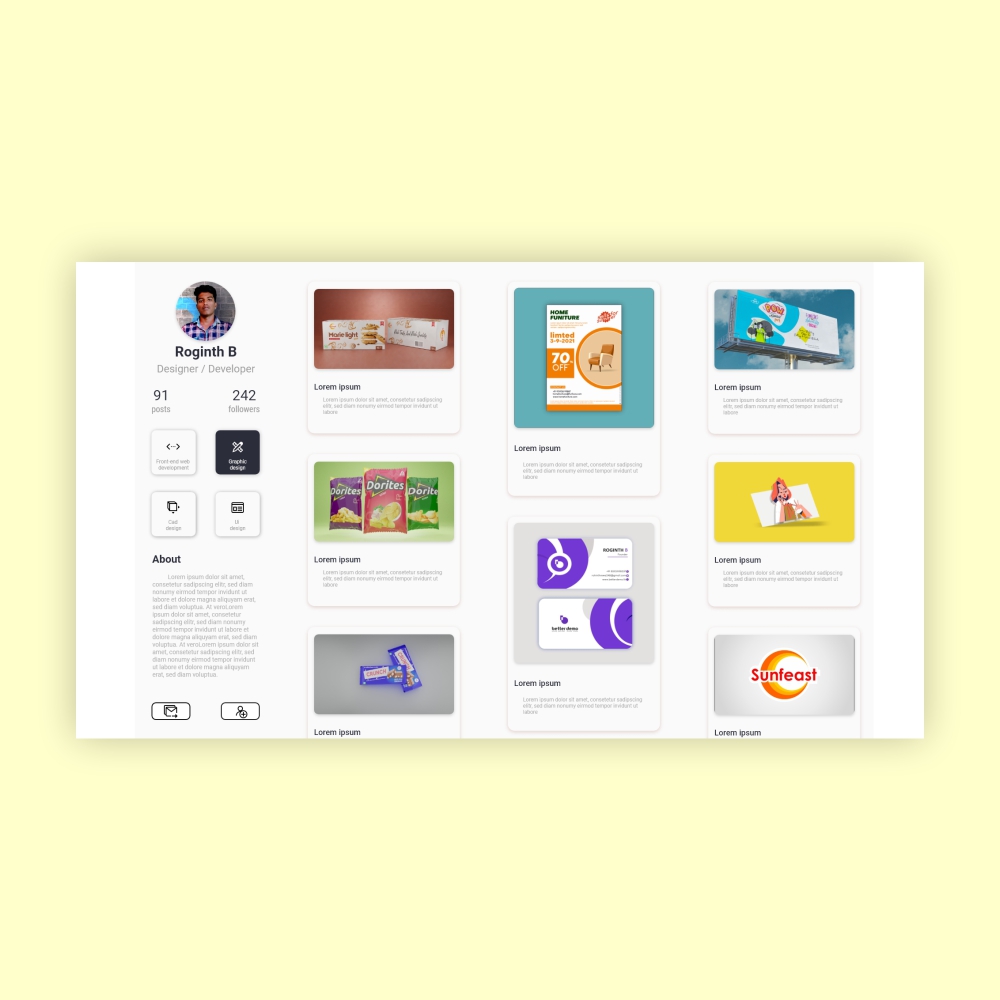 Roginth B
Designer / Developer
91
posts
242
followers
Front-end web
development
Graphic
design
Cad
design
UI
design
About
Lorem ipsum dolor sit amet,
consetetur sadipscing elitr, sed diam
nonumy eirmod tempor invidunt ut
labore et dolore magna aliquyam erat,
sed diam voluptua. At veroLorem
ipsum dolor sit amet, consetetur
sadipscing elitr, sed diam nonumy
eirmod tempor invidunt ut labore et
dolore magna aliquyam erat, sed diam
voluptua. At veroLorem ipsum dolor sit
amet, consetetur sadipscing elitr, sed
diam nonumy eirmod tempor invidunt
ut labore et dolore magna aliquyam
erat, sed diam voluptua.
Lorem ipsum
Lorem ipsum dolor sit amet, consetetur sadipscing
elitr, sed diam nonumy eirmod tempor invidunt ut
labore
Dorites
Dorites
Dorite
Lorem ipsum
Lorem ipsum dolor sit amet, consetetur sadipscing
elitr, sed diam nonumy eirmod tempor invidunt ut
labore
CRUNCH
Lorem ipsum
HOME
FUNITURE
limted
3-9-2021
70%
OFF
Lorem ipsum
Lorem ipsum dolor sit amet, consetetur sadipscing
elitr, sed diam nonumy eirmod tempor invidunt ut
labore
ROGINTH B
better demo
Lorem ipsum
Lorem ipsum dolor sit amet, consetetur sadipscing
elitr, sed diam nonumy eirmod tempor invidunt ut
labore
Lorem ipsum
Lorem ipsum dolor sit amet, consetetur sadipscing
elitr, sed diam nonumy eirmod tempor invidunt ut
labore
Lorem ipsum
Lorem ipsum dolor sit amet, consetetur sadipscing
elitr, sed diam nonumy eirmod tempor invidunt ut
labore
Sunfeast
Lorem ipsum